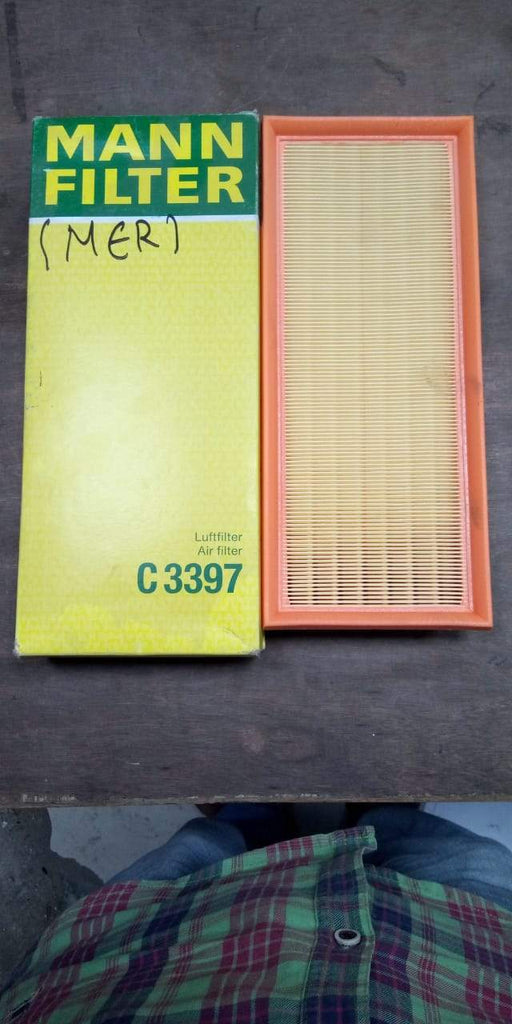 MANN
FILTER
(MER)
Luftfilter
Air filter
C 3397